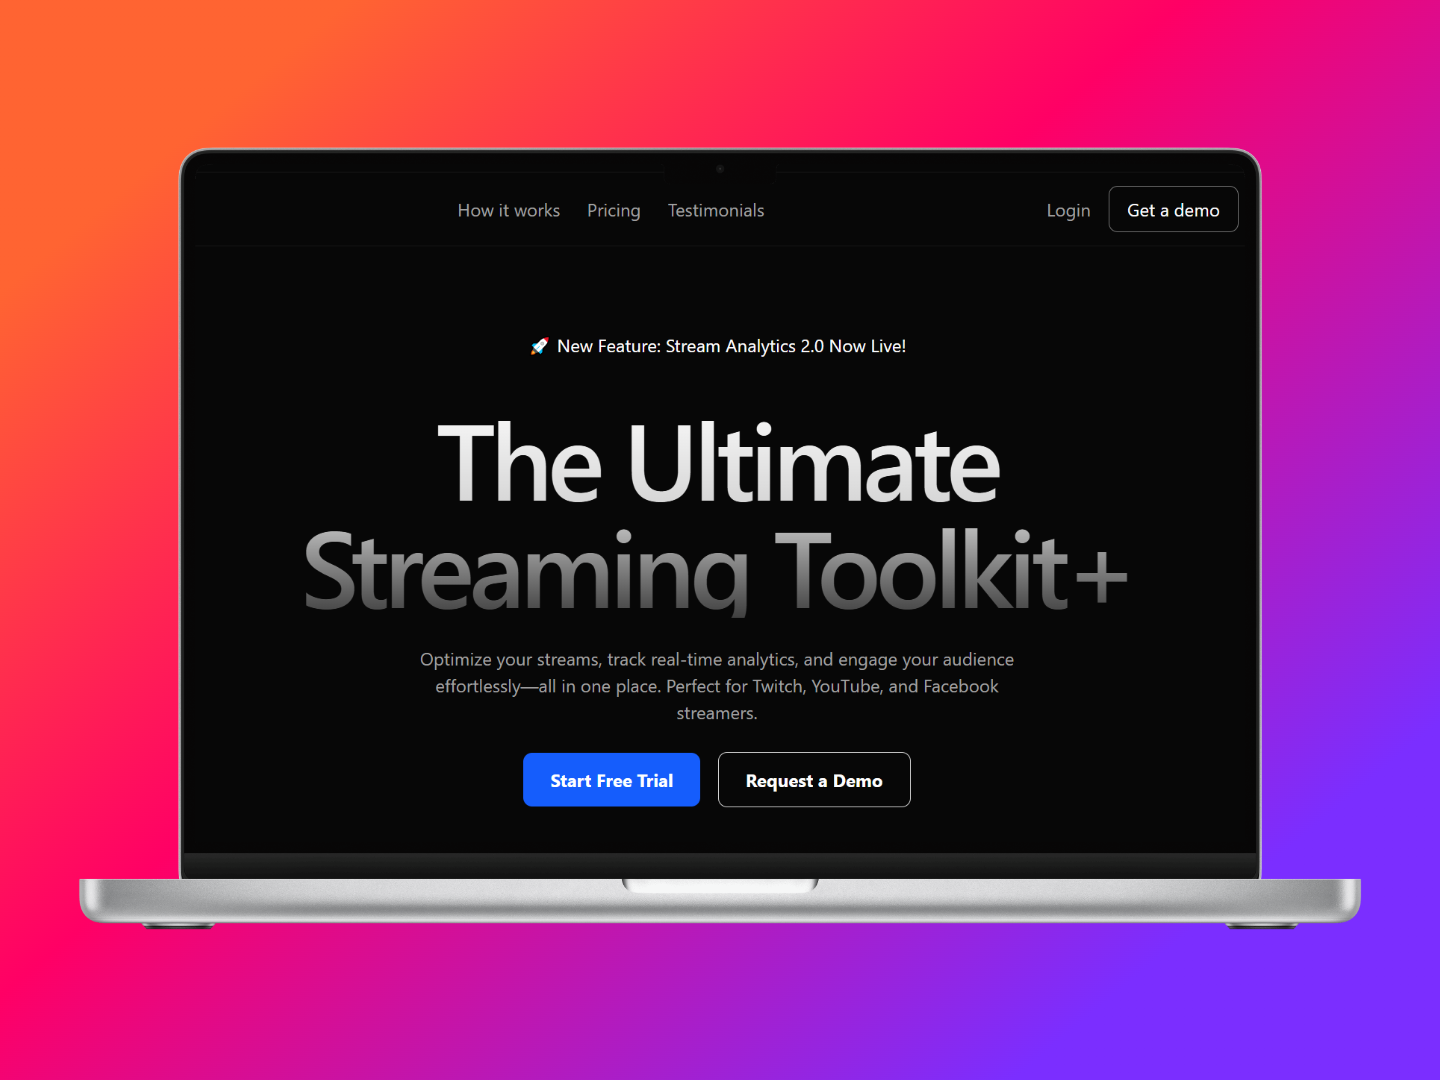 How it works Pricing Testimonials Login Get a demo
🚀 New Feature: Stream Analytics 2.0 Now Live!
The Ultimate
Streaming Toolkit+
Optimize your streams, track real-time analytics, and engage your audience
effortlessly—all in one place. Perfect for Twitch, YouTube, and Facebook
streamers.
Start Free Trial Request a Demo